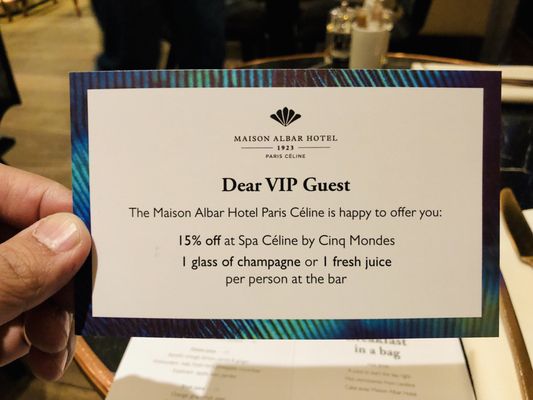 MAISON ALBAR HOTEL
1923
PARIS CÉLINE
Dear VIP Guest
The Maison Albar Hotel Paris Céline is happy to offer you:
15% off at Spa Céline by Cinq Mondes
1 glass of champagne or 1 fresh juice
per person at the bar
breakfast
in a bag